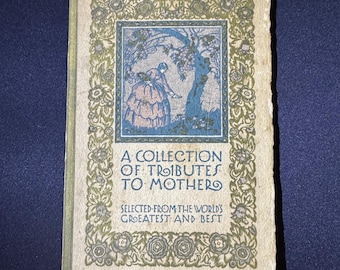 A COLLECTION
OF TRIBUTES
TO MOTHER
SELECTED FROM THE WORLD'S
GREATEST AND BEST